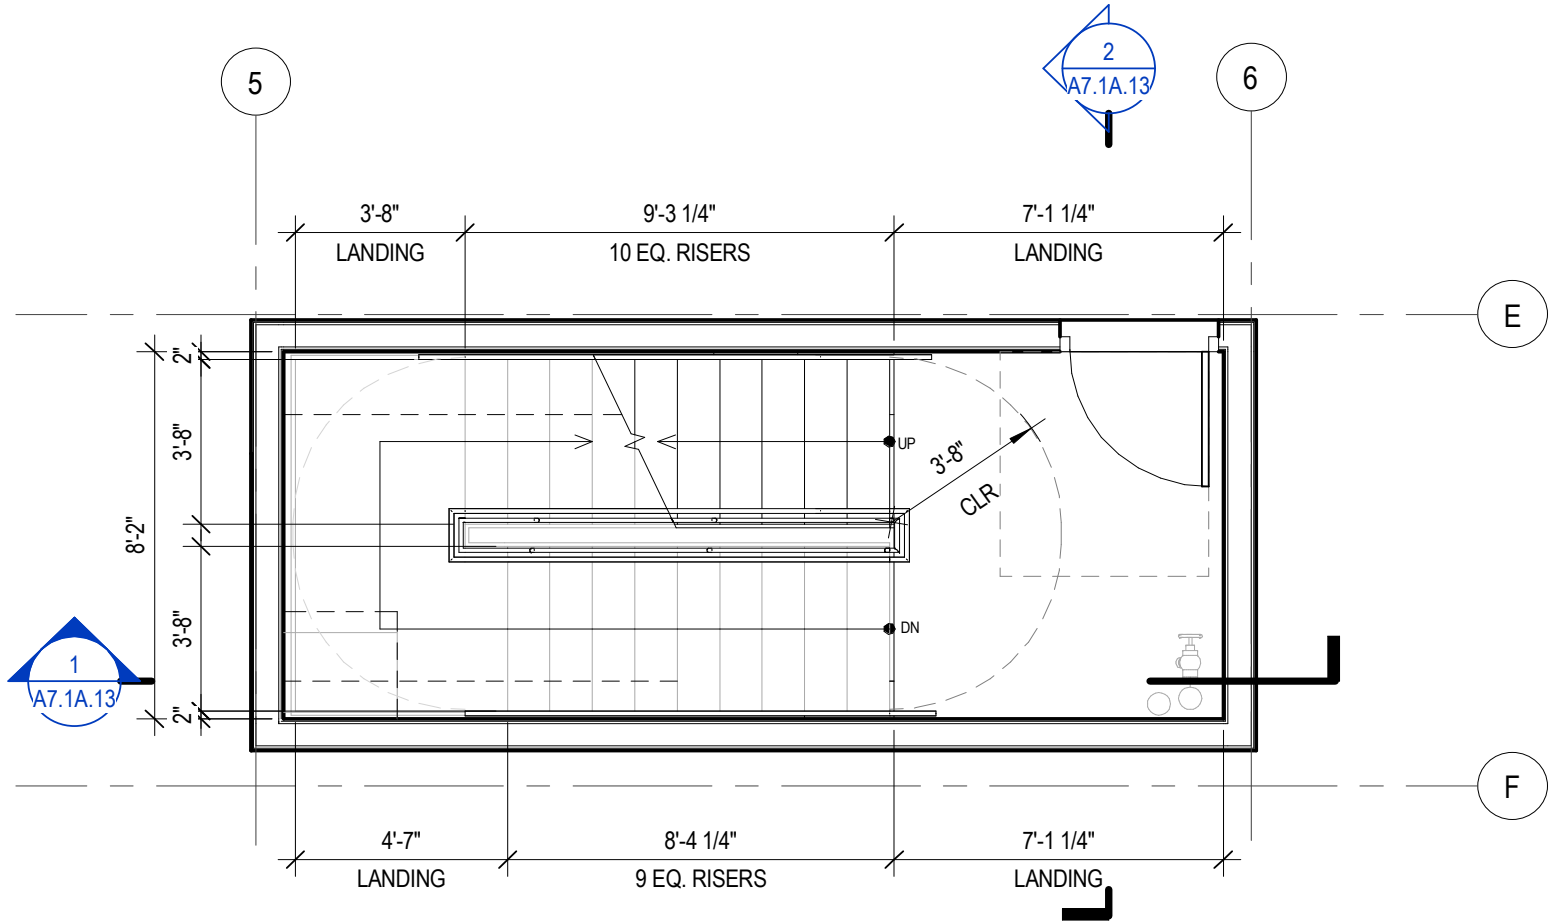 2
A7.1A.13
5
6
3'-8"
9'-3 1/4"
7'-1 1/4"
LANDING
10 EQ. RISERS
LANDING
E
2"
3'-8"
UP
3'-8"
CLR
8'-2"
3'-8"
DN
1
A7.1A.13
2"
F
4'-7"
8'-4 1/4"
7'-1 1/4"
LANDING
9 EQ. RISERS
LANDING